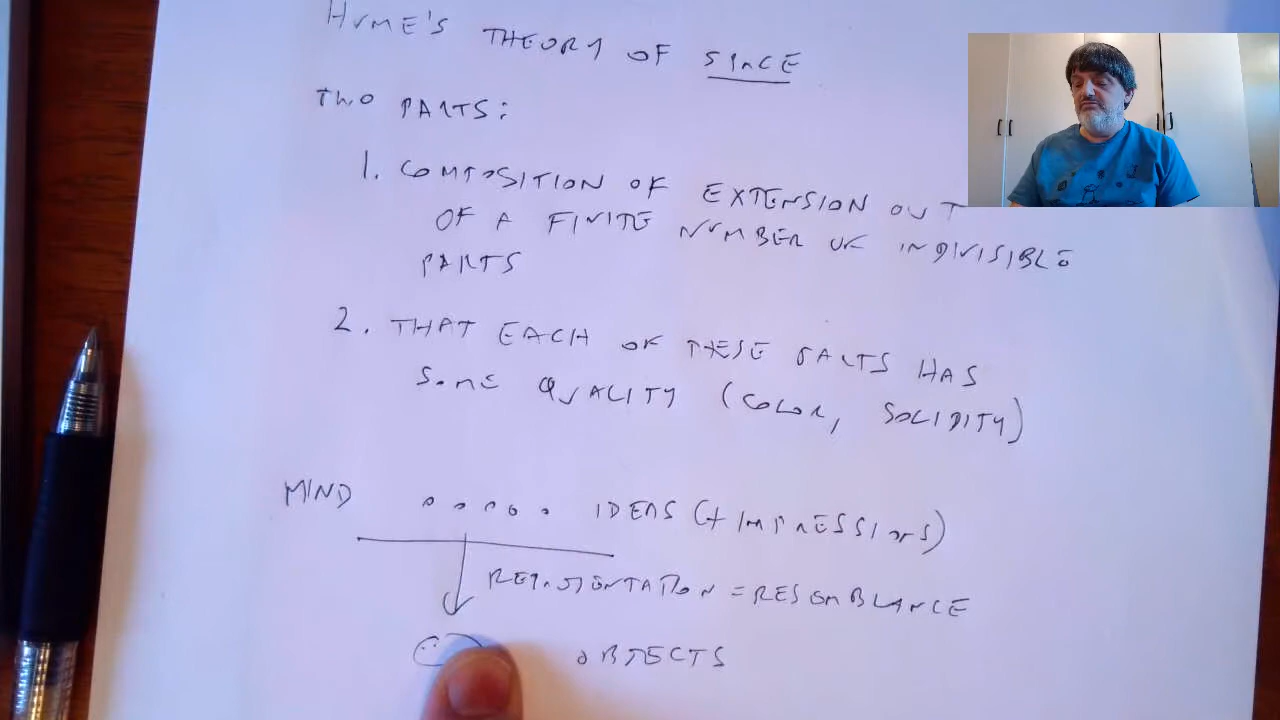 HUME'S THEORY OF SPACE
TWO PARTS:
1. COMPOSITION OF EXTENSION OUT
OF A FINITE NUMBER OF INDIVISIBLE
PARTS
2. THAT EACH OF THESE PARTS HAS
SOME QUALITY (COLOR, SOLIDITY)
MIND IDEAS (+ IMPRESSIONS)
REPRESENTATION = RESEMBLANCE
OBJECTS